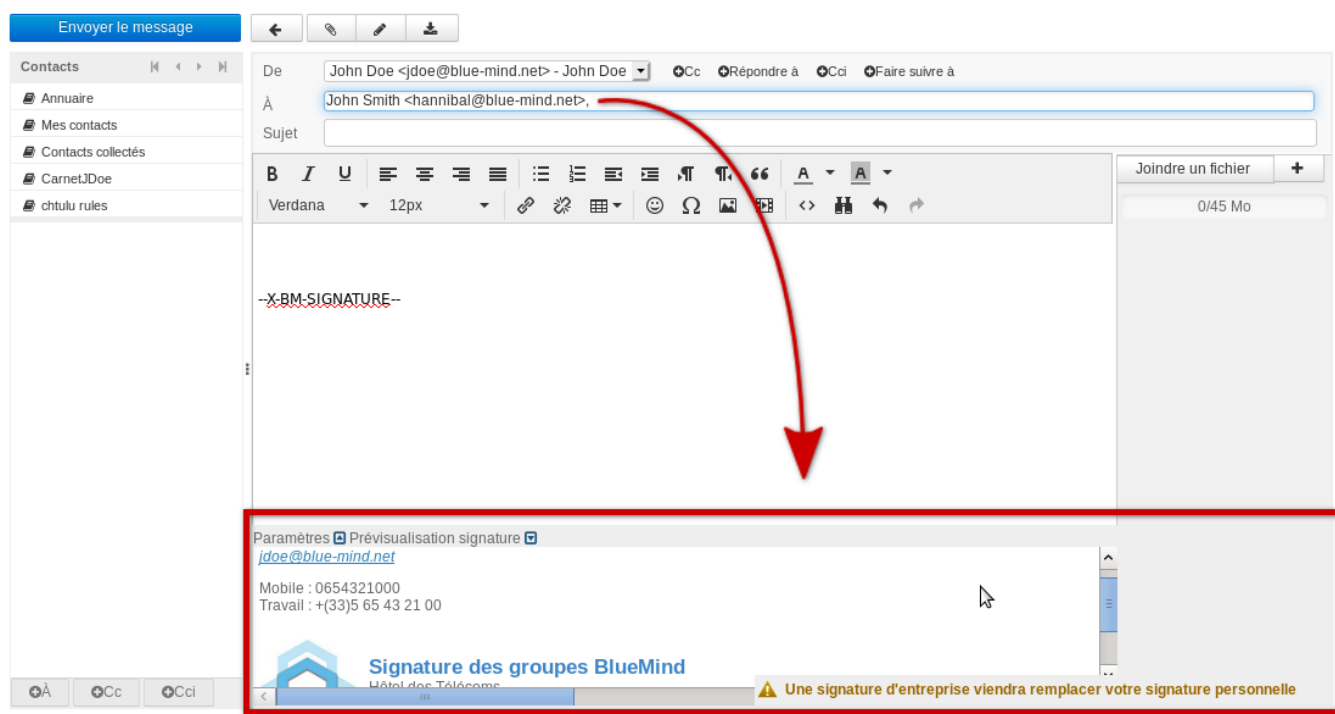 Envoyer le message
Contacts
Annuaire
Mes contacts
Contacts collectés
CarnetJDoe
chtulu rules
De John Doe <jdoe@blue-mind.net> - John Doe Cc Répondre à Cci Faire suivre à
À John Smith <hannibal@blue-mind.net>,
Sujet
B I U A A
Verdana 12px Ω
Joindre un fichier +
0/45 Mo
--X-BM-SIGNATURE--
Paramètres Prévisualisation signature
jdoe@blue-mind.net
Mobile : 0654321000
Travail : +(33)5 65 43 21 00
Signature des groupes BlueMind
Hôtel des Télécoms
Une signature d'entreprise viendra remplacer votre signature personnelle
À Cc Cci